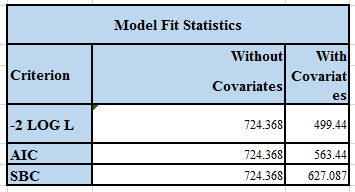 Model Fit Statistics
Criterion
Without
Covariates
With
Covariat
es
-2 LOG L 724.368 499.44
AIC 724.368 563.44
SBC 724.368 627.087